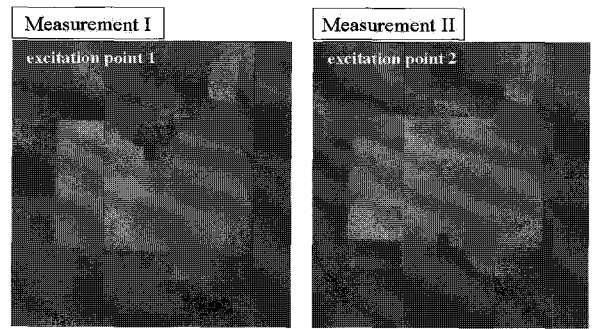 Measurement I
excitation point 1
Measurement II
excitation point 2